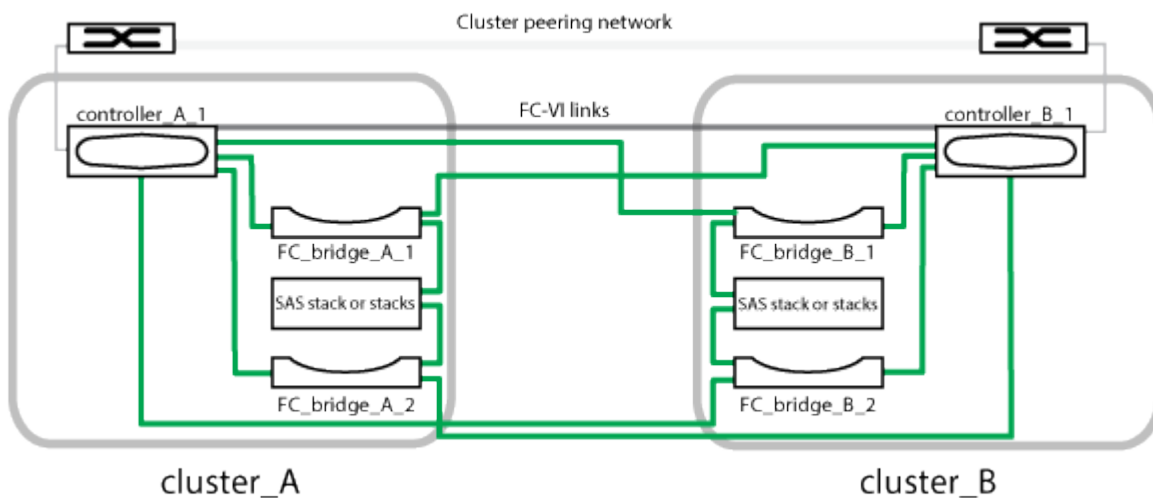 Cluster peering network
controller_A_1
FC-VI links
controller_B_1
FC_bridge_A_1
FC_bridge_B_1
SAS stack or stacks
SAS stack or stacks
FC_bridge_A_2
FC_bridge_B_2
cluster_A
cluster_B